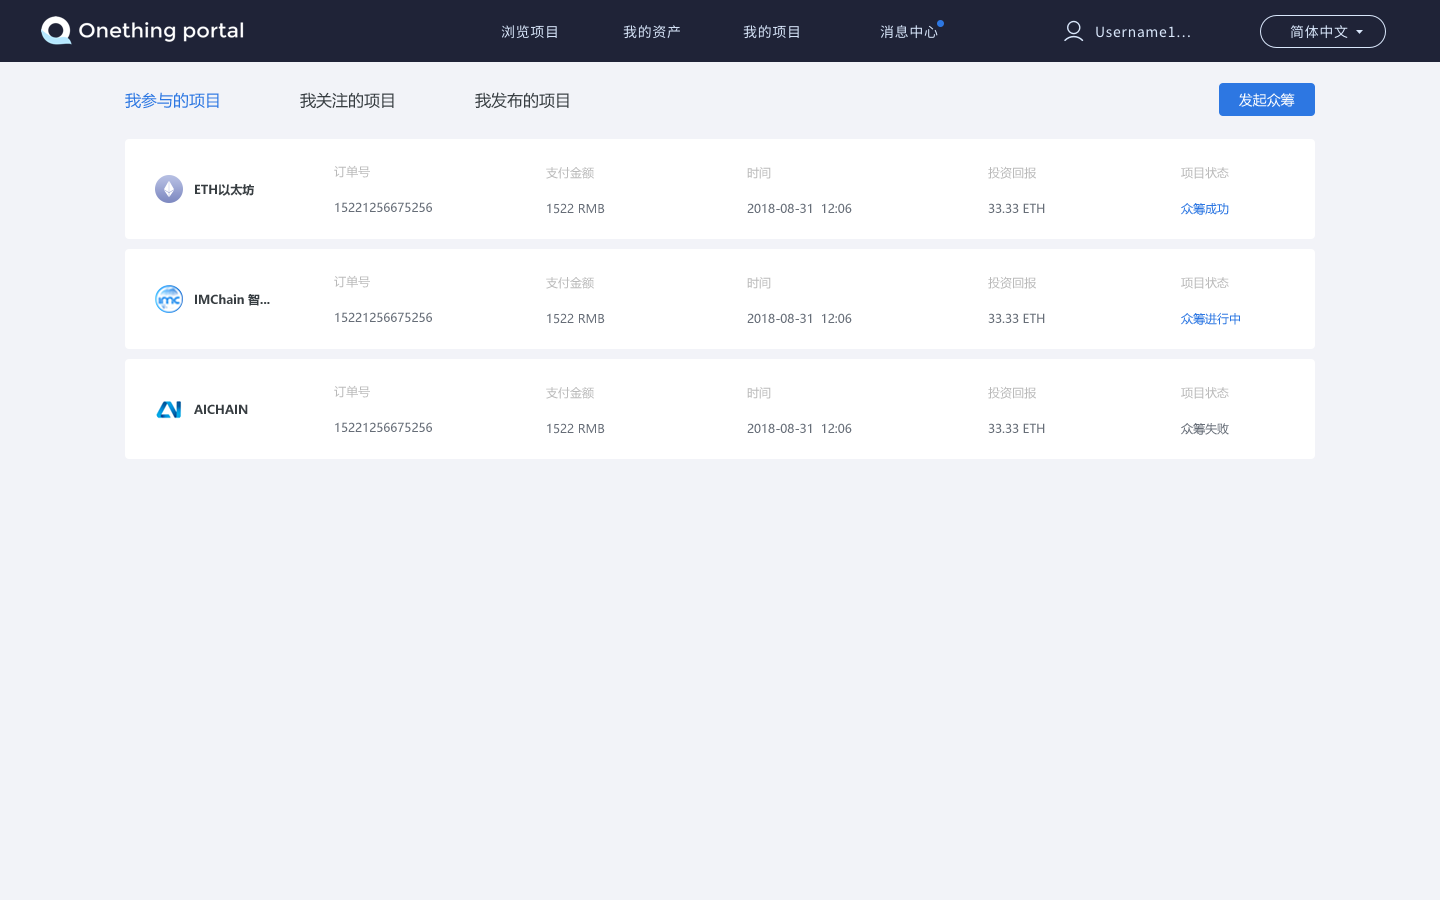 Onething portal
浏览项目
我的资产
我的项目
消息中心
Username1...
简体中文
我参与的项目
我关注的项目
我发布的项目
发起众筹
ETH以太坊
订单号
支付金额
时间
投资回报
项目状态
15221256675256
1522 RMB
2018-08-31 12:06
33.33 ETH
众筹成功
imc
IMChain 智...
订单号
支付金额
时间
投资回报
项目状态
15221256675256
1522 RMB
2018-08-31 12:06
33.33 ETH
众筹进行中
AICHAIN
订单号
支付金额
时间
投资回报
项目状态
15221256675256
1522 RMB
2018-08-31 12:06
33.33 ETH
众筹失败